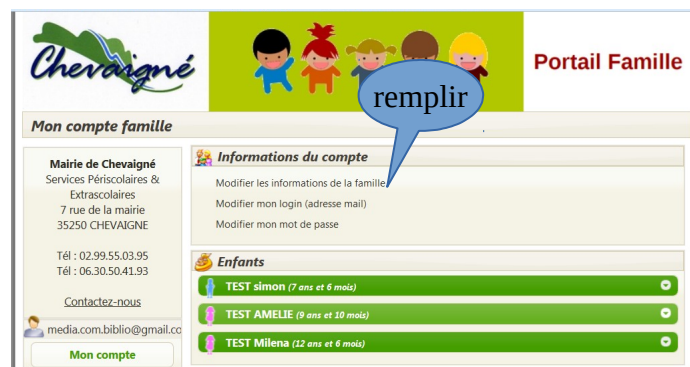 Chevaigné
Portail Famille
remplir
Mon compte famille
Mairie de Chevaigné
Services Périscolaires &
Extrascolaires
7 rue de la mairie
35250 CHEVAIGNE
Tél : 02.99.55.03.95
Tél : 06.30.50.41.93
Contactez-nous
media.com.biblio@gmail.co
Mon compte
Informations du compte
Modifier les informations de la famille
Modifier mon login (adresse mail)
Modifier mon mot de passe
Enfants
TEST simon (7 ans et 6 mois)
TEST AMELIE (9 ans et 10 mois)
TEST Milena (12 ans et 6 mois)